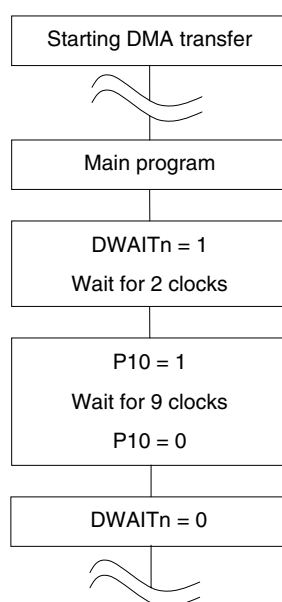 Starting DMA transfer
Main program
DWAITn = 1
Wait for 2 clocks
P10 = 1
Wait for 9 clocks
P10 = 0
DWAITn = 0